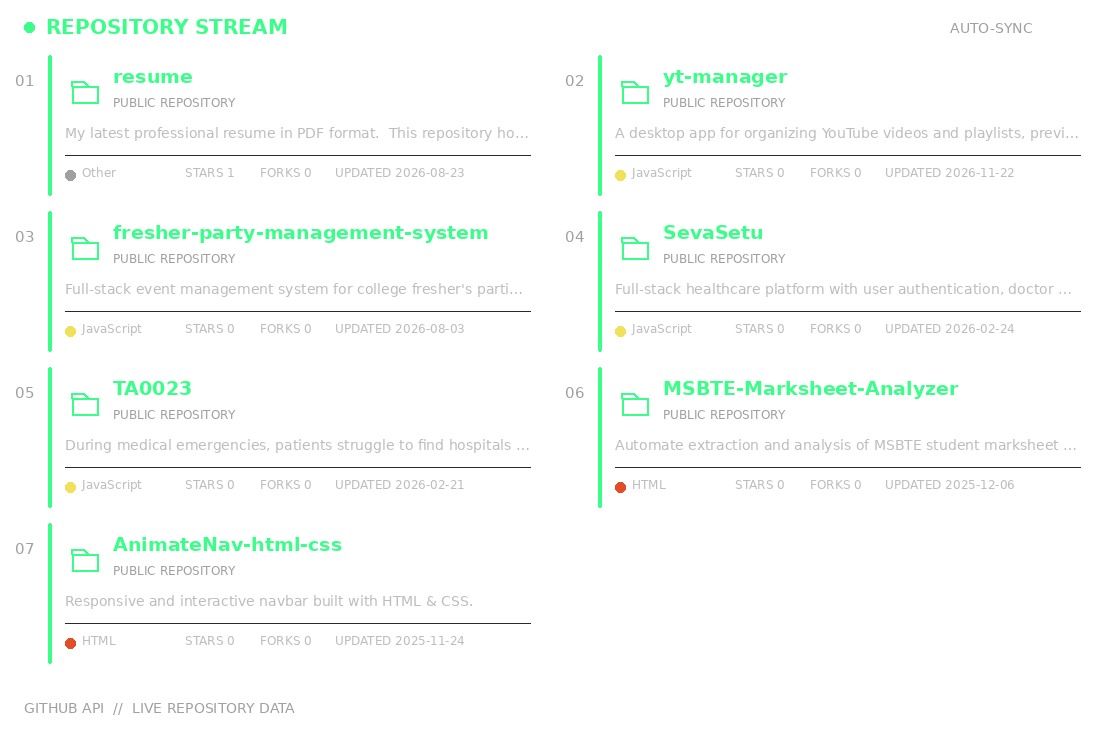 REPOSITORY STREAM
AUTO-SYNC
01
resume
PUBLIC REPOSITORY
My latest professional resume in PDF format.  This repository ho...
Other STARS 1 FORKS 0 UPDATED 2026-08-23
02
yt-manager
PUBLIC REPOSITORY
A desktop app for organizing YouTube videos and playlists, previ...
JavaScript STARS 0 FORKS 0 UPDATED 2026-11-22
03
fresher-party-management-system
PUBLIC REPOSITORY
Full-stack event management system for college fresher's parti...
JavaScript STARS 0 FORKS 0 UPDATED 2026-08-03
04
SevaSetu
PUBLIC REPOSITORY
Full-stack healthcare platform with user authentication, doctor ...
JavaScript STARS 0 FORKS 0 UPDATED 2026-02-24
05
TA0023
PUBLIC REPOSITORY
During medical emergencies, patients struggle to find hospitals ...
JavaScript STARS 0 FORKS 0 UPDATED 2026-02-21
06
MSBTE-Marksheet-Analyzer
PUBLIC REPOSITORY
Automate extraction and analysis of MSBTE student marksheet ...
HTML STARS 0 FORKS 0 UPDATED 2025-12-06
07
AnimateNav-html-css
PUBLIC REPOSITORY
Responsive and interactive navbar built with HTML & CSS.
HTML STARS 0 FORKS 0 UPDATED 2025-11-24
GITHUB API // LIVE REPOSITORY DATA